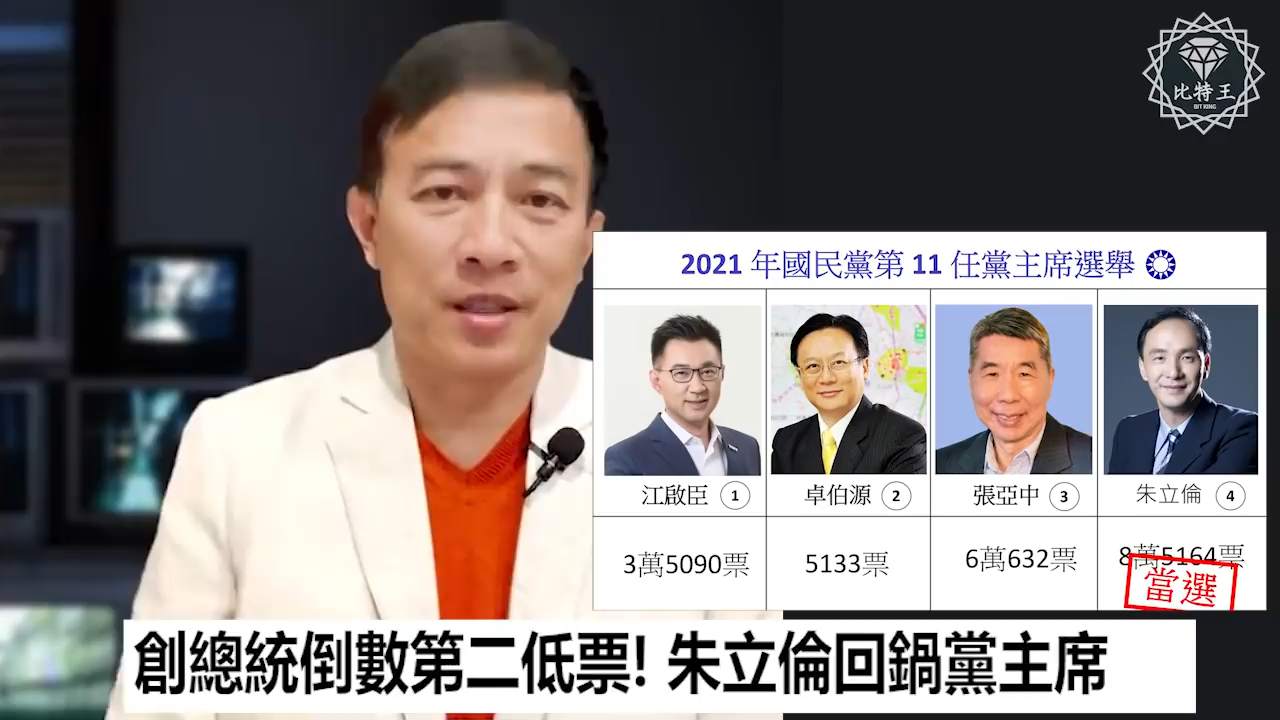 比特王
BIT KING
2021 年國民黨第 11 任黨主席選舉
江啟臣 1
卓伯源 2
張亞中 3
朱立倫 4
3萬5090票
5133票
6萬632票
8萬5164票
當選
創總統倒數第二低票! 朱立倫回鍋黨主席